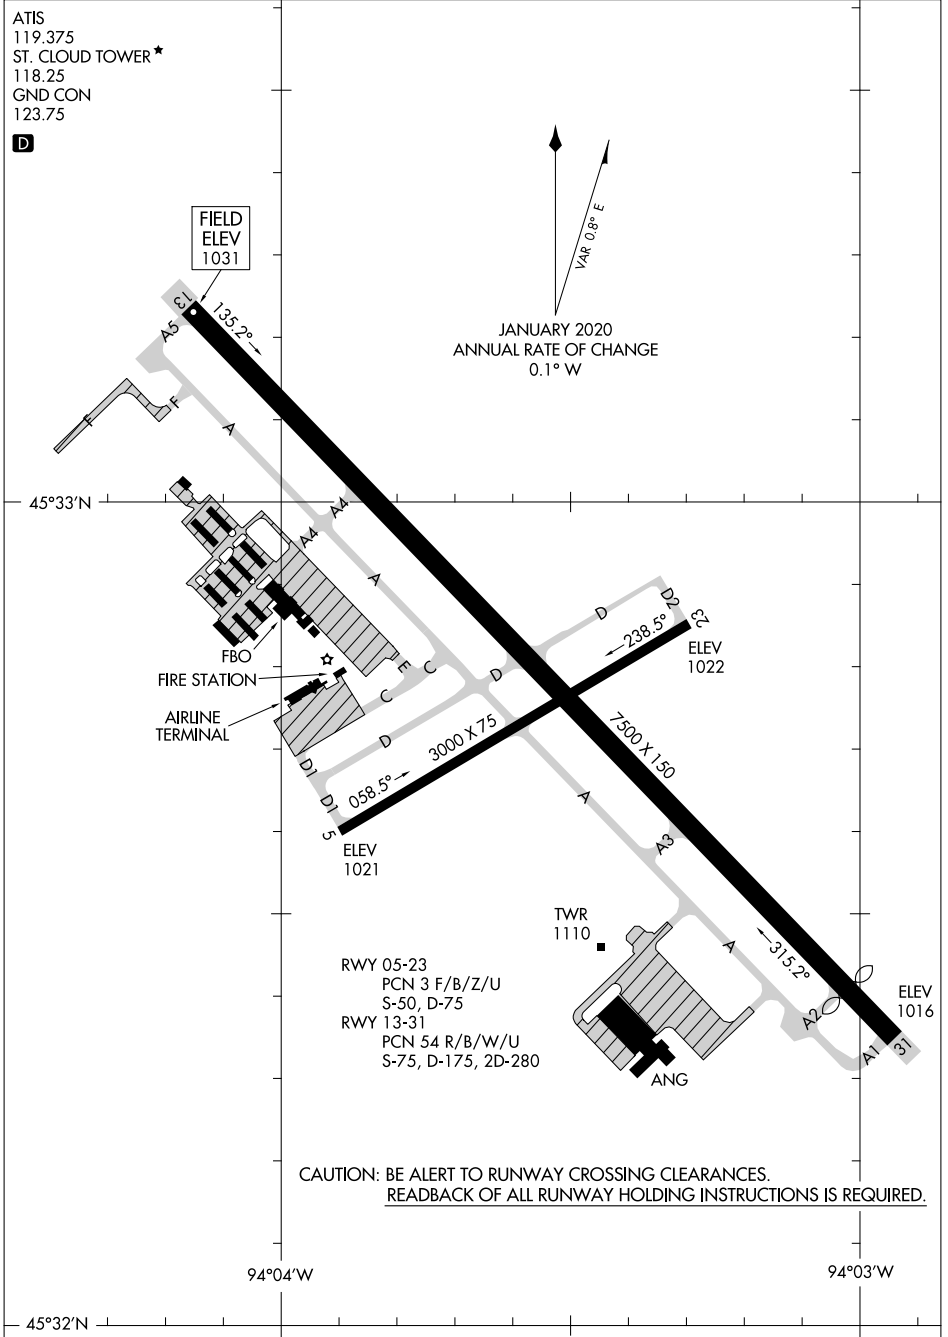 ATIS
119.375
ST. CLOUD TOWER★
118.25
GND CON
123.75
D
FIELD
ELEV
1031
VAR 0.8° E
JANUARY 2020
ANNUAL RATE OF CHANGE
0.1° W
13
135.2°
A5
F
F
A
45°33'N
A4
A4
A
D2
D
23
238.5°
ELEV
1022
FBO
FIRE STATION
E
C
D
C
AIRLINE
TERMINAL
D
3000 X 75
7500 X 150
D1
D1
058.5°
A
5
ELEV
1021
A3
TWR
1110
A
315.2°
RWY 05-23
PCN 3 F/B/Z/U
S-50, D-75
RWY 13-31
PCN 54 R/B/W/U
S-75, D-175, 2D-280
ELEV
1016
A2
A1
31
ANG
CAUTION: BE ALERT TO RUNWAY CROSSING CLEARANCES.
READBACK OF ALL RUNWAY HOLDING INSTRUCTIONS IS REQUIRED.
94°04'W
94°03'W
45°32'N